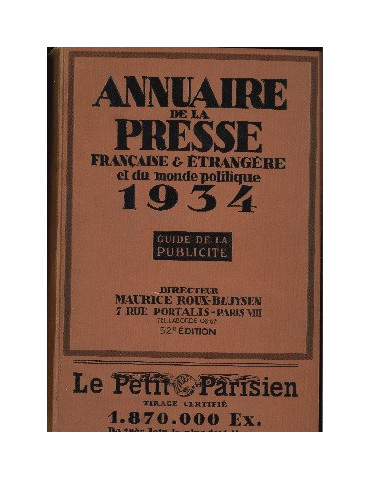 ANNUAIRE
DE LA
PRESSE
FRANÇAISE & ÉTRANGÈRE
et du monde politique
1934
GUIDE DE LA
PUBLICITÉ
DIRECTEUR
MAURICE ROUX-BLUYSEN
7 RUE PORTALIS - PARIS VIII
52e ÉDITION
Le Petit Parisien
TIRAGE CERTIFIÉ
1.870.000 Ex.